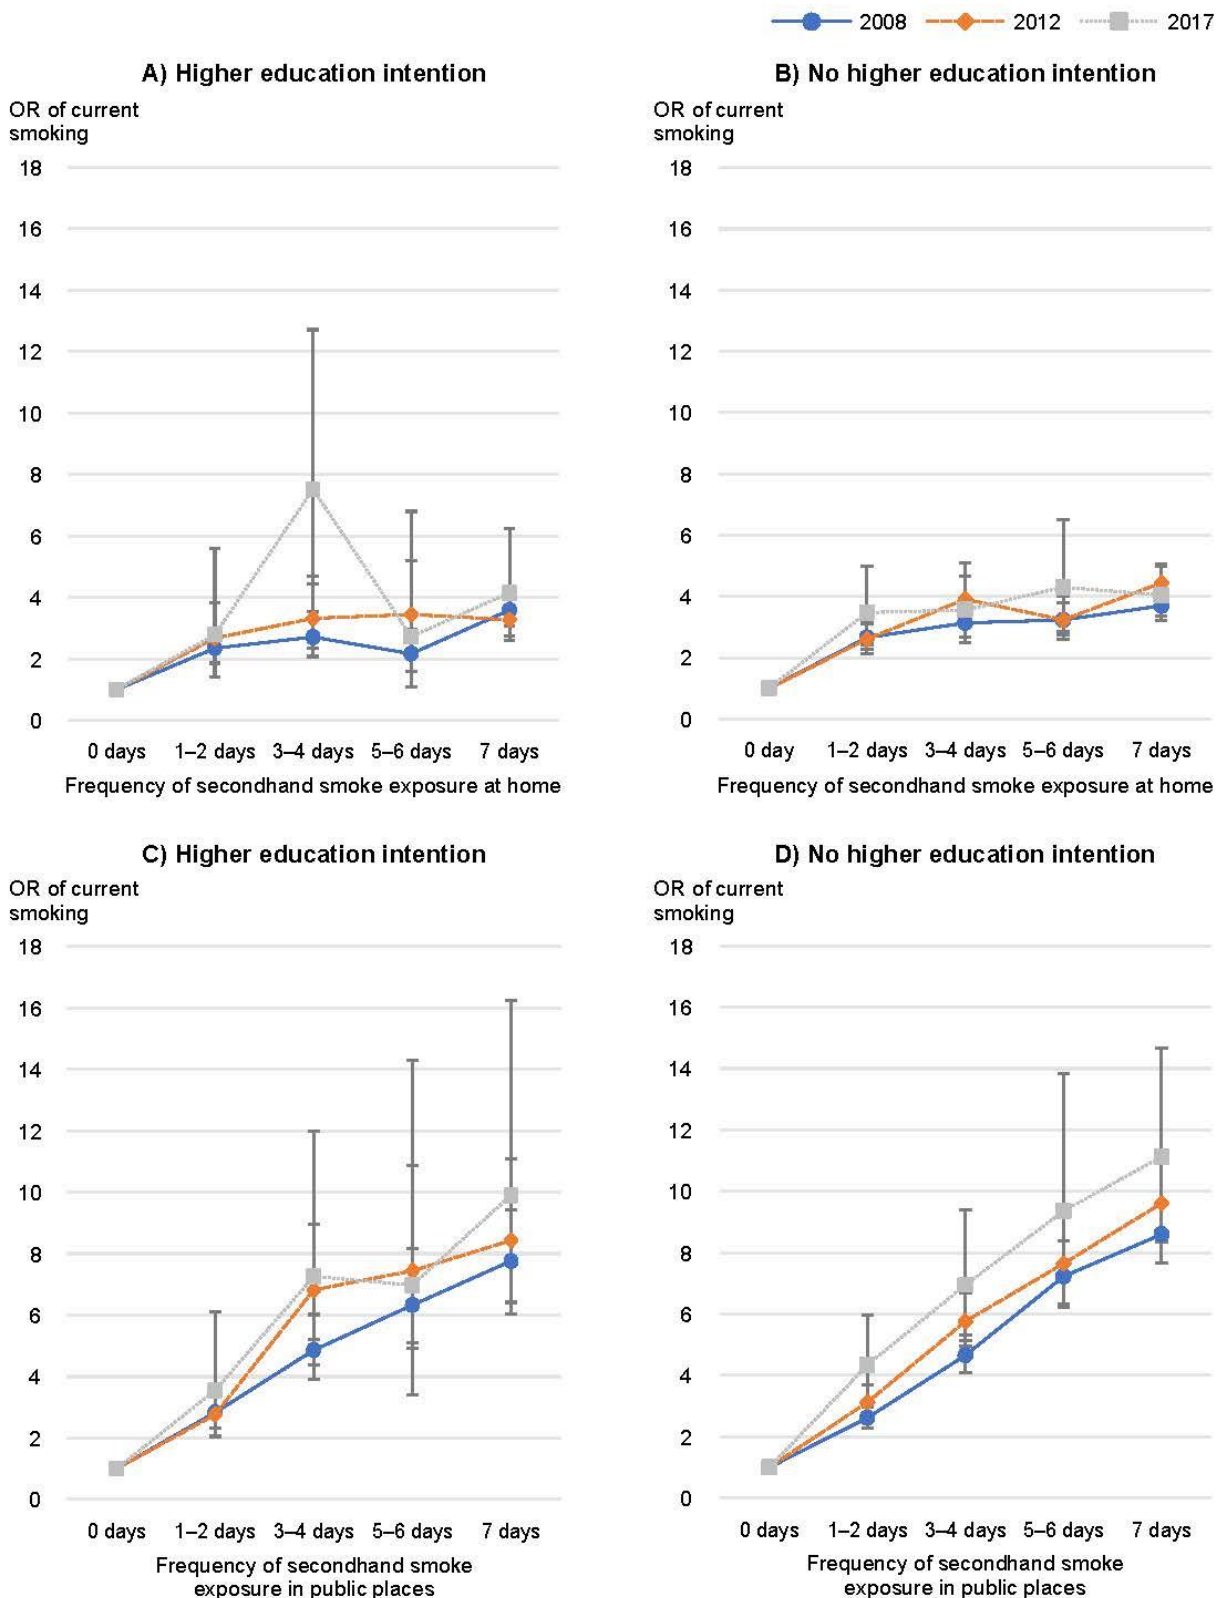 2008 2012 2017
A) Higher education intention
OR of current
smoking
18
16
14
12
10
8
6
4
2
0
0 days 1–2 days 3–4 days 5–6 days 7 days
Frequency of secondhand smoke exposure at home
B) No higher education intention
OR of current
smoking
18
16
14
12
10
8
6
4
2
0
0 day 1–2 days 3–4 days 5–6 days 7 days
Frequency of secondhand smoke exposure at home
C) Higher education intention
OR of current
smoking
18
16
14
12
10
8
6
4
2
0
0 days 1–2 days 3–4 days 5–6 days 7 days
Frequency of secondhand smoke
exposure in public places
D) No higher education intention
OR of current
smoking
18
16
14
12
10
8
6
4
2
0
0 days 1–2 days 3–4 days 5–6 days 7 days
Frequency of secondhand smoke
exposure in public places